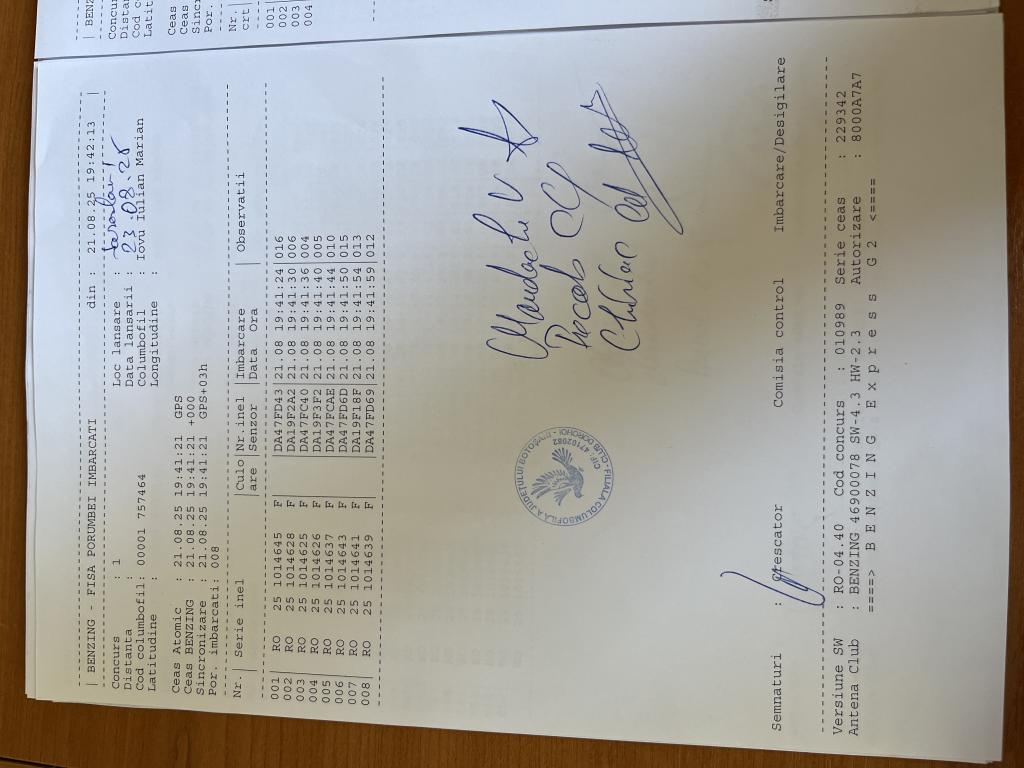 | BENZING - FISA PORUMBEI IMBARCATI din : 21.08.25 19:42:13 |
Concurs : 1 Loc lansare :
Distanta : Data lansarii : 23.08.25
Cod columbofil: 00001 757464 Columbofil : Iovu Iulian Marian
Latitudine : Longitudine :
Ceas Atomic : 21.08.25 19:41:21 GPS
Ceas BENZING : 21.08.25 19:41:21 +000
Sincronizare : 21.08.25 19:41:21 GPS+03h
Por. imbarcati: 008
Nr.| Serie inel |Culo|Nr.inel |Imbarcare | Observatii
|are |Senzor |Data Ora |
001| RO 25 1014645 F | |DA47FD43|21.08 19:41:24|016
002| RO 25 1014628 F | |DA19F2A2|21.08 19:41:30|006
003| RO 25 1014625 F | |DA47FC40|21.08 19:41:36|004
004| RO 25 1014626 F | |DA19F3F2|21.08 19:41:40|005
005| RO 25 1014637 F | |DA47FCAE|21.08 19:41:44|010
006| RO 25 1014643 F | |DA47FD6D|21.08 19:41:50|015
007| RO 25 1014641 F | |DA19F18F|21.08 19:41:54|013
008| RO 25 1014639 F | |DA47FD69|21.08 19:41:59|012
FILIALA COLUMBOFILA A JUDETULUI BOTOȘANI - CLUB DOROHOI
CIF: 47102982
Semnaturi : Crescator Comisia control Imbarcare/Desigilare
Versiune SW : RO-04.40 Cod concurs : 010989 Serie ceas : 229342
Antena Club : BENZING 46900078 SW-4.3 HW-2.3 Autorizare : 8000A7A7
====> B E N Z I N G E x p r e s s G 2 <====